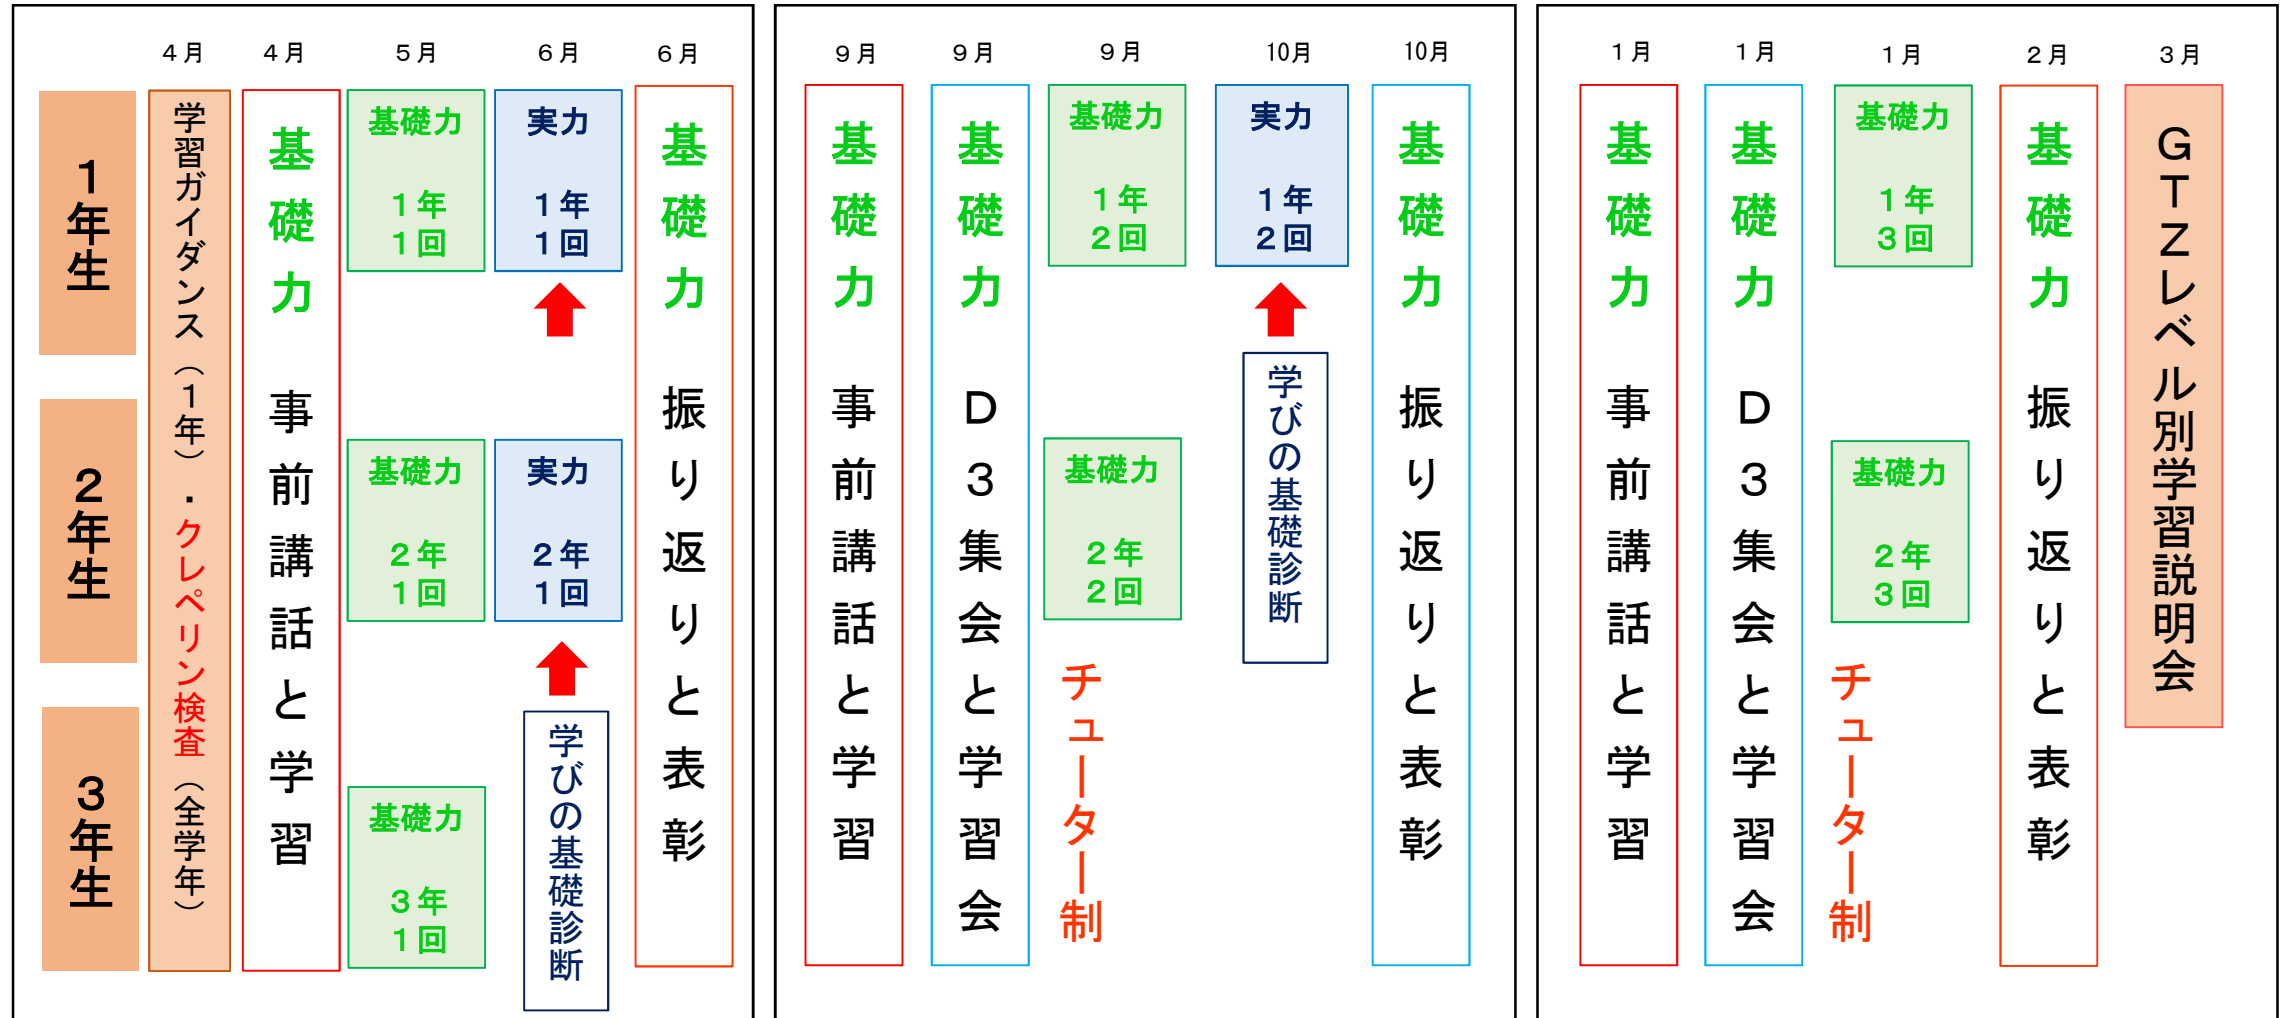 1年生
2年生
3年生
４月
学習ガイダンス（１年）・クレペリン検査（全学年）
４月
基礎力　事前講話と学習
５月
基礎力
１年
１回
基礎力
２年
１回
基礎力
３年
１回
６月
実力
１年
１回
実力
２年
１回
学びの基礎診断
６月
基礎力　振り返りと表彰
９月
基礎力　事前講話と学習
９月
基礎力　Ｄ３集会と学習会
９月
基礎力
１年
２回
基礎力
２年
２回
チューター制
10月
実力
１年
２回
学びの基礎診断
10月
基礎力　振り返りと表彰
１月
基礎力　事前講話と学習
１月
基礎力　Ｄ３集会と学習会
１月
基礎力
１年
３回
基礎力
２年
３回
チューター制
２月
基礎力　振り返りと表彰
３月
ＧＴＺレベル別学習説明会